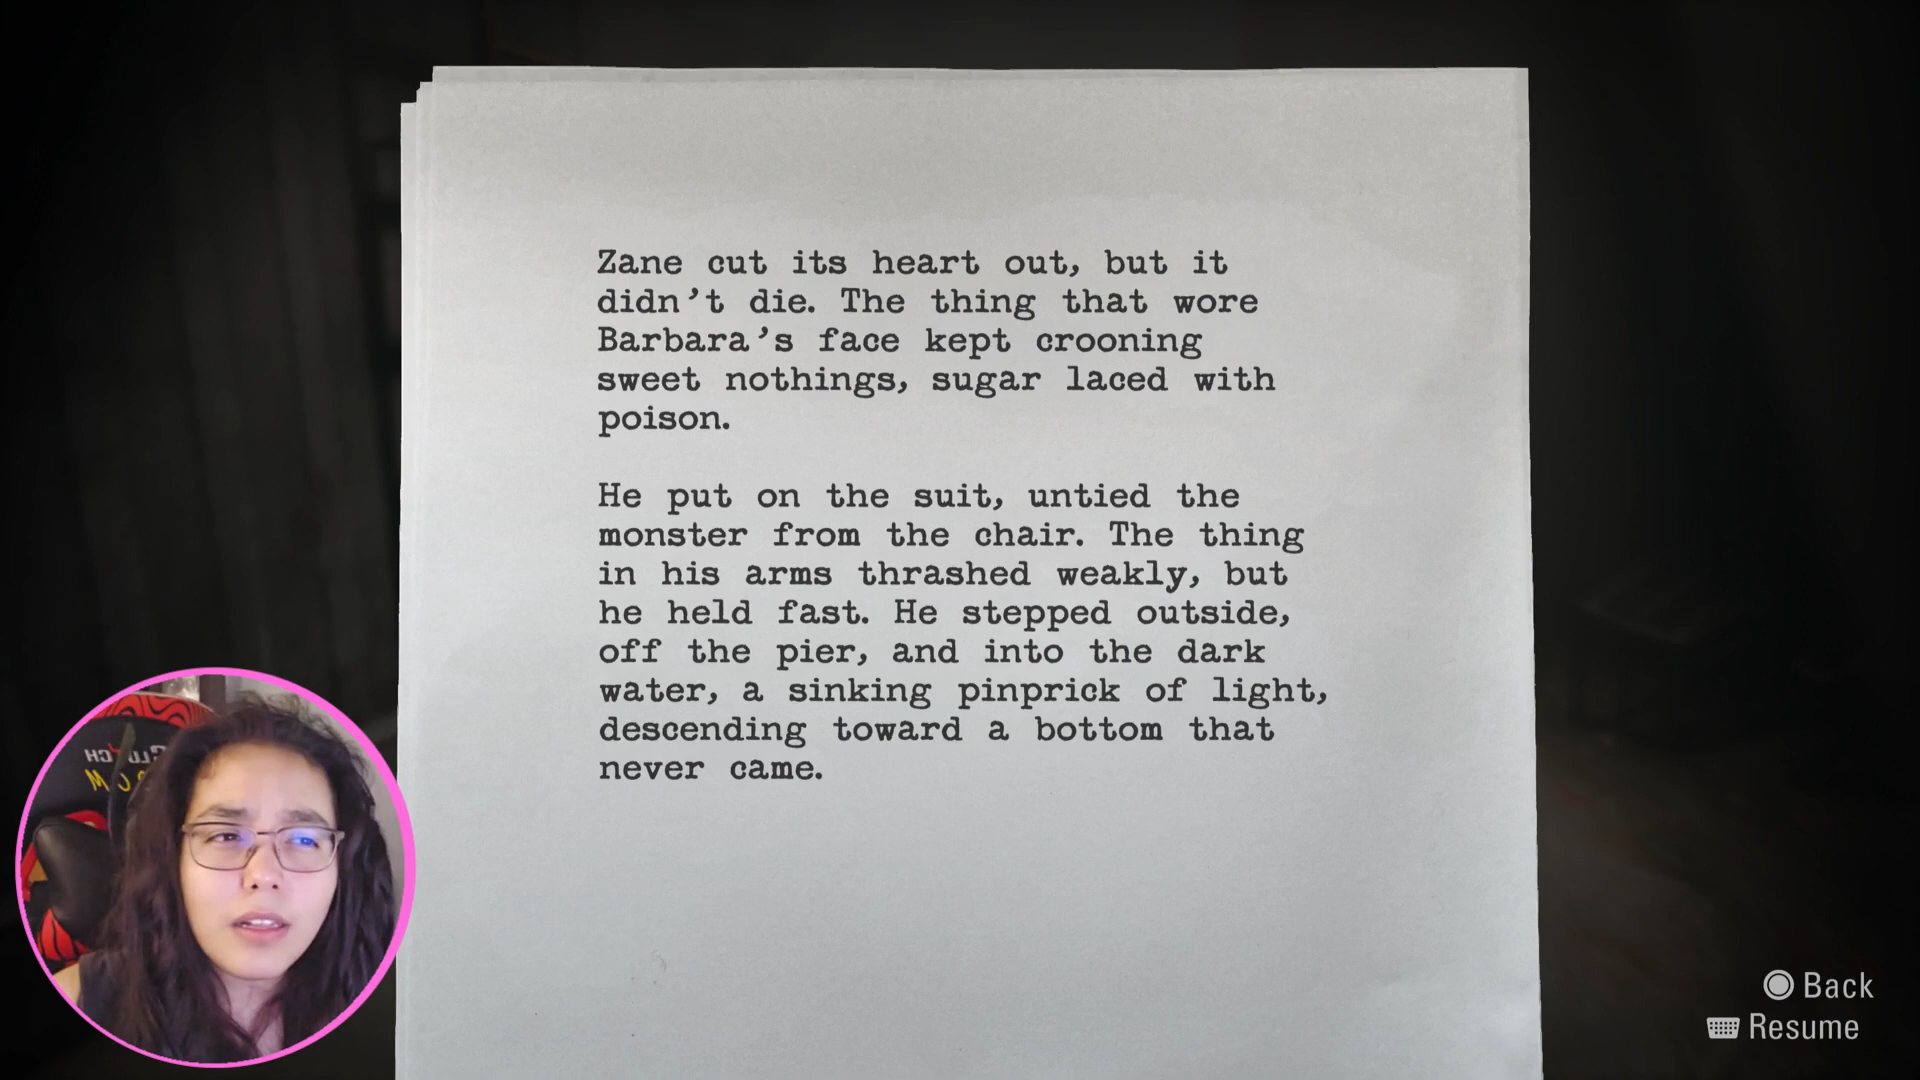 Zane cut its heart out, but it
didn’t die. The thing that wore
Barbara’s face kept crooning
sweet nothings, sugar laced with
poison.
He put on the suit, untied the
monster from the chair. The thing
in his arms thrashed weakly, but
he held fast. He stepped outside,
off the pier, and into the dark
water, a sinking pinprick of light,
descending toward a bottom that
never came.
Back
Resume